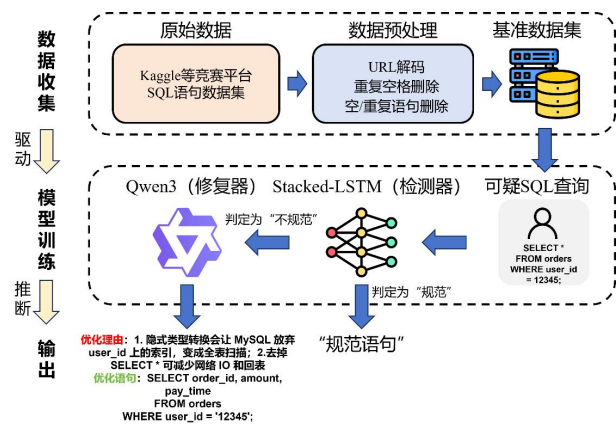 数据收集
原始数据
Kaggle等竞赛平台
SQL语句数据集
数据预处理
URL解码
重复空格删除
空/重复语句删除
基准数据集
驱动
模型训练
Qwen3（修复器）
Stacked-LSTM（检测器）
可疑SQL查询
判定为“不规范”
SELECT *
FROM orders
WHERE user_id
= 12345;
判定为“规范”
推断
输出
优化理由：1. 隐式类型转换会让 MySQL 放弃
user_id 上的索引，变成全表扫描；2.去掉
SELECT * 可减少网络 IO 和回表
优化语句：SELECT order_id, amount,
pay_time
FROM orders
WHERE user_id = '12345';
“规范语句”